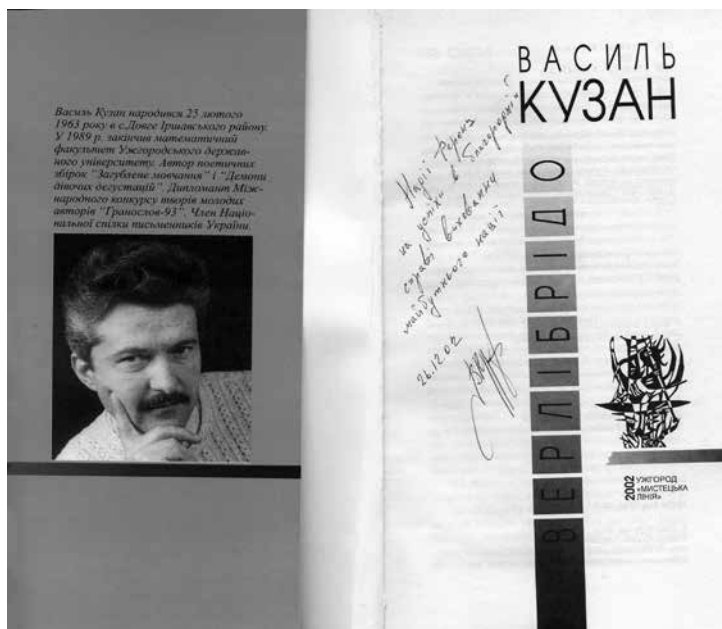 Василь Кузан народився 25 лютого
1963 року в с.Довге Іршавського району.
У 1989 р. закінчив математичний
факультет Ужгородського держав-
ного університету. Автор поетичних
збірок "Загублене мовчання" і "Демони
дівочих дегустацій". Дипломант Між-
народного конкурсу творів молодих
авторів "Гранослов-93". Член Націо-
нальної спілки письменників України.
ВАСИЛЬ
КУЗАН
Надії Ференц
на успіхи в благородній
справі виховання
майбутнього нації
26.12.02
ВЕРЛІБРІДО
2002
УЖГОРОД
«МИСТЕЦЬКА
ЛІНІЯ»